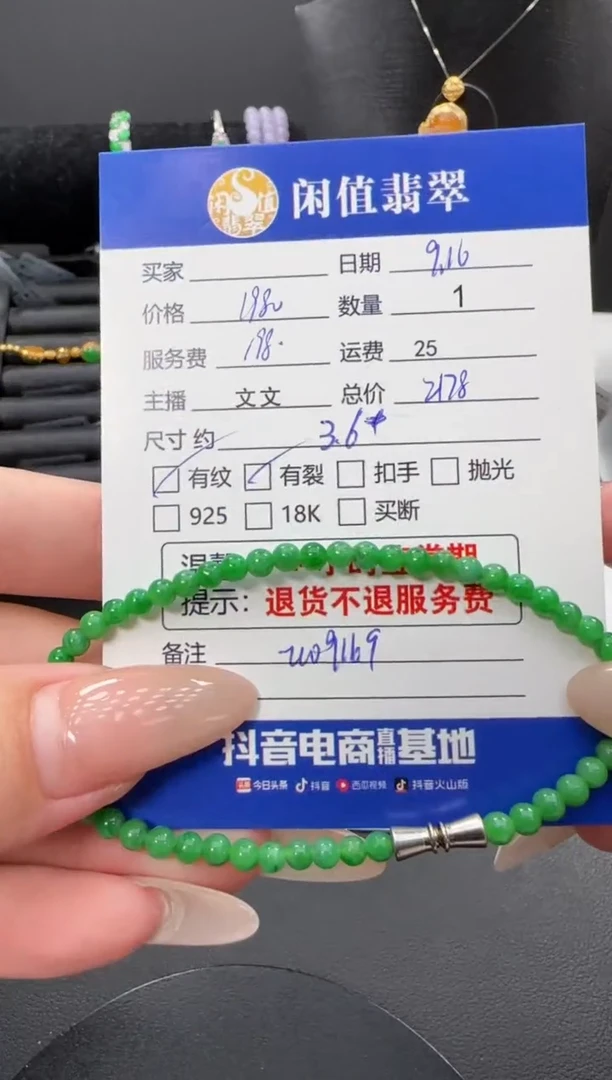 闲值翡翠
闲值翡翠
买家 日期 9.16
价格 1980 数量 1
服务费 198. 运费 25
主播 文文 总价 2178
尺寸 约 3.6*
有纹 有裂 扣手 抛光
925 18K 买断
提示：退货不退服务费
备注
抖音电商直播基地
今日头条 抖音 西瓜视频 抖音火山版